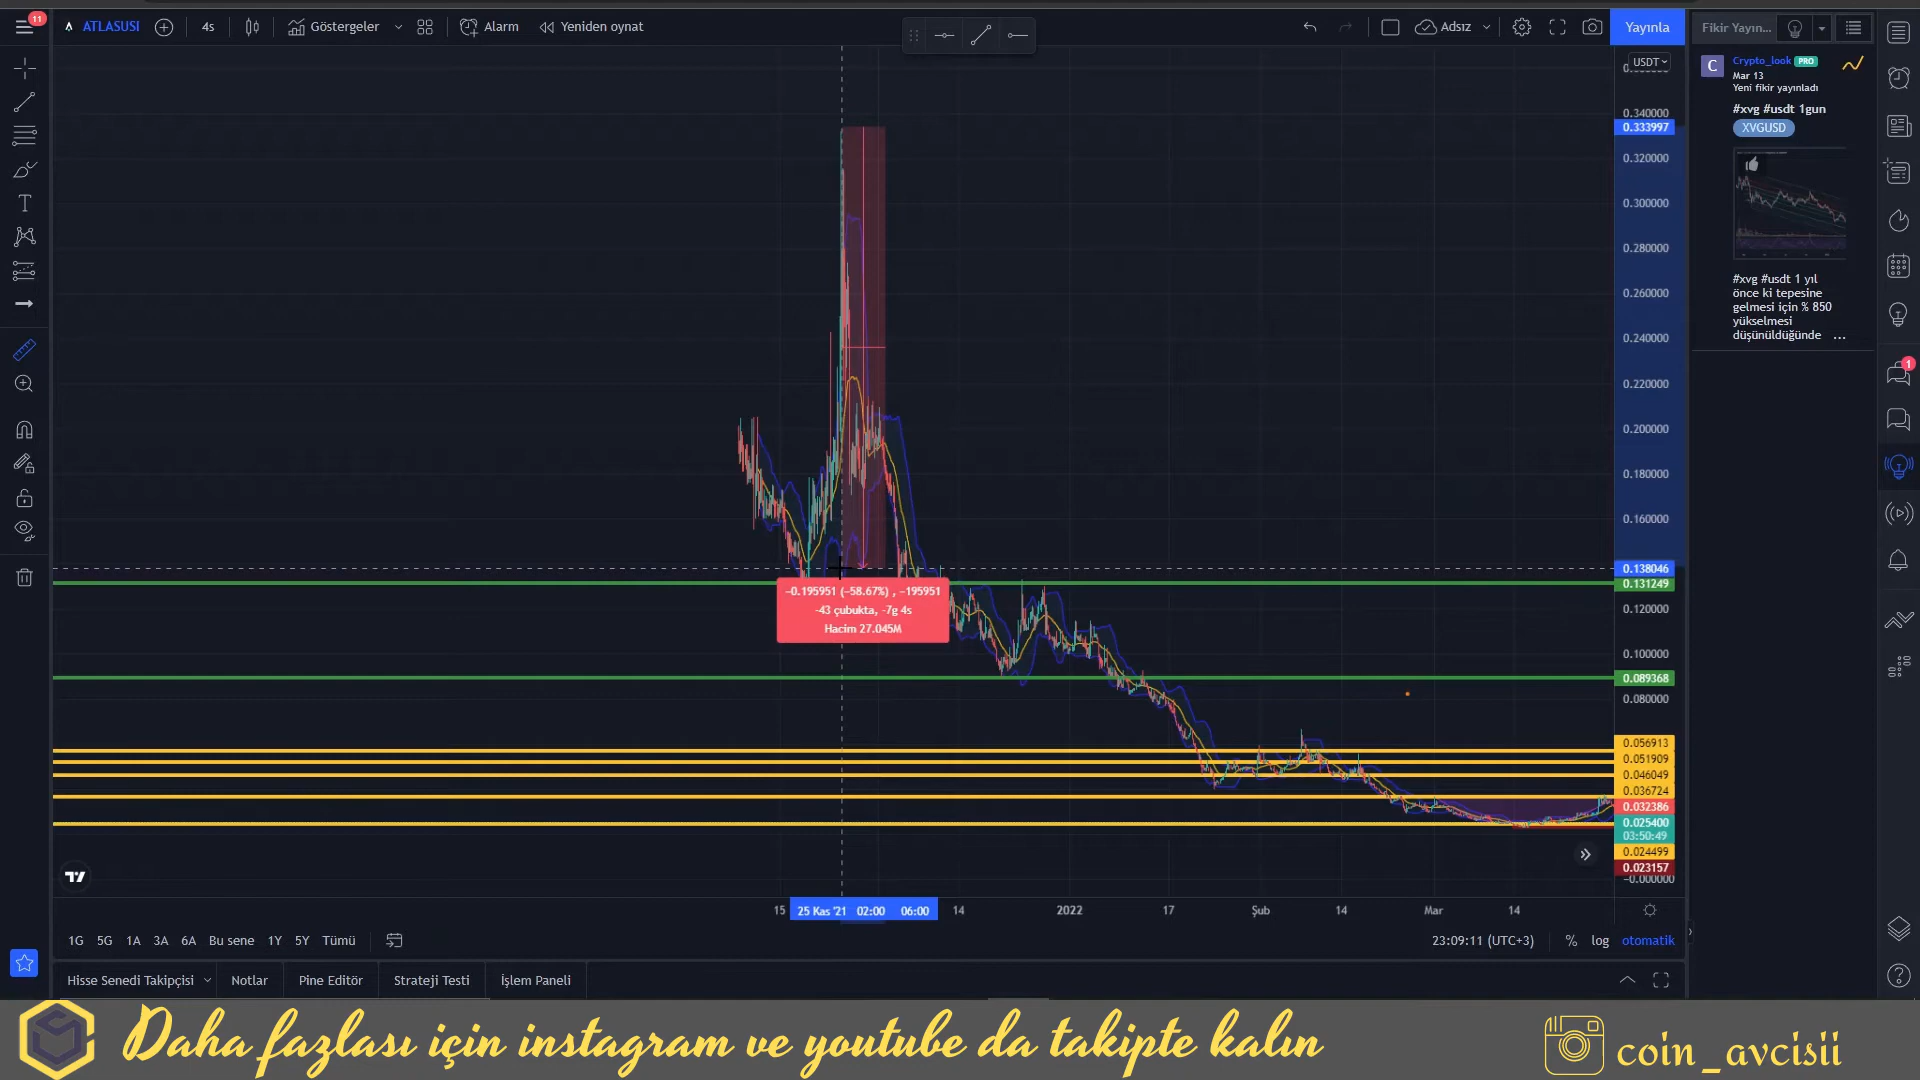 11
ATLASUSI
4s
Göstergeler
Alarm
Yeniden oynat
Adsız
Yayınla
Fikir Yayın...
USDT
C
Crypto_look PRO
Mar 13
Yeni fikir yayınladı
#xvg #usdt 1gun
XVGUSD
#xvg #usdt 1 yıl
önce ki tepesine
gelmesi için % 850
yükselmesi
düşünüldüğünde ...
1
0.340000
0.333997
0.320000
0.300000
0.280000
0.260000
0.240000
0.220000
0.200000
0.180000
0.160000
0.138046
0.131249
0.120000
0.100000
0.089368
0.080000
0.056913
0.051909
0.046049
0.036724
0.032386
0.025400
03:50:49
0.024499
0.023157
-0.000000
-0.195951 (-58.67%) , -195951
-43 çubukta, -7g 4s
Hacim 27.045M
15 25 Kas '21 02:00 06:00 14 2022 17 Şub 14 Mar 14
1G 5G 1A 3A 6A Bu sene 1Y 5Y Tümü
23:09:11 (UTC+3) % log otomatik
Hisse Senedi Takipçisi Notlar Pine Editör Strateji Testi İşlem Paneli
Daha fazlası için instagram ve youtube da takipte kalın
coin_avcisii